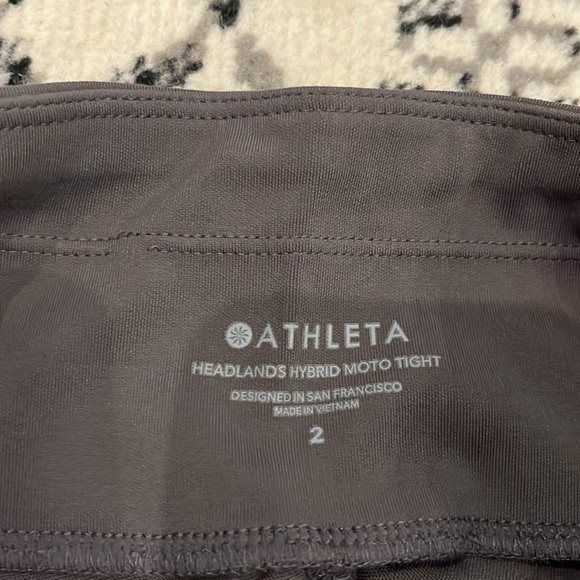 ATHLETA
HEADLANDS HYBRID MOTO TIGHT
DESIGNED IN SAN FRANCISCO
MADE IN VIETNAM
2